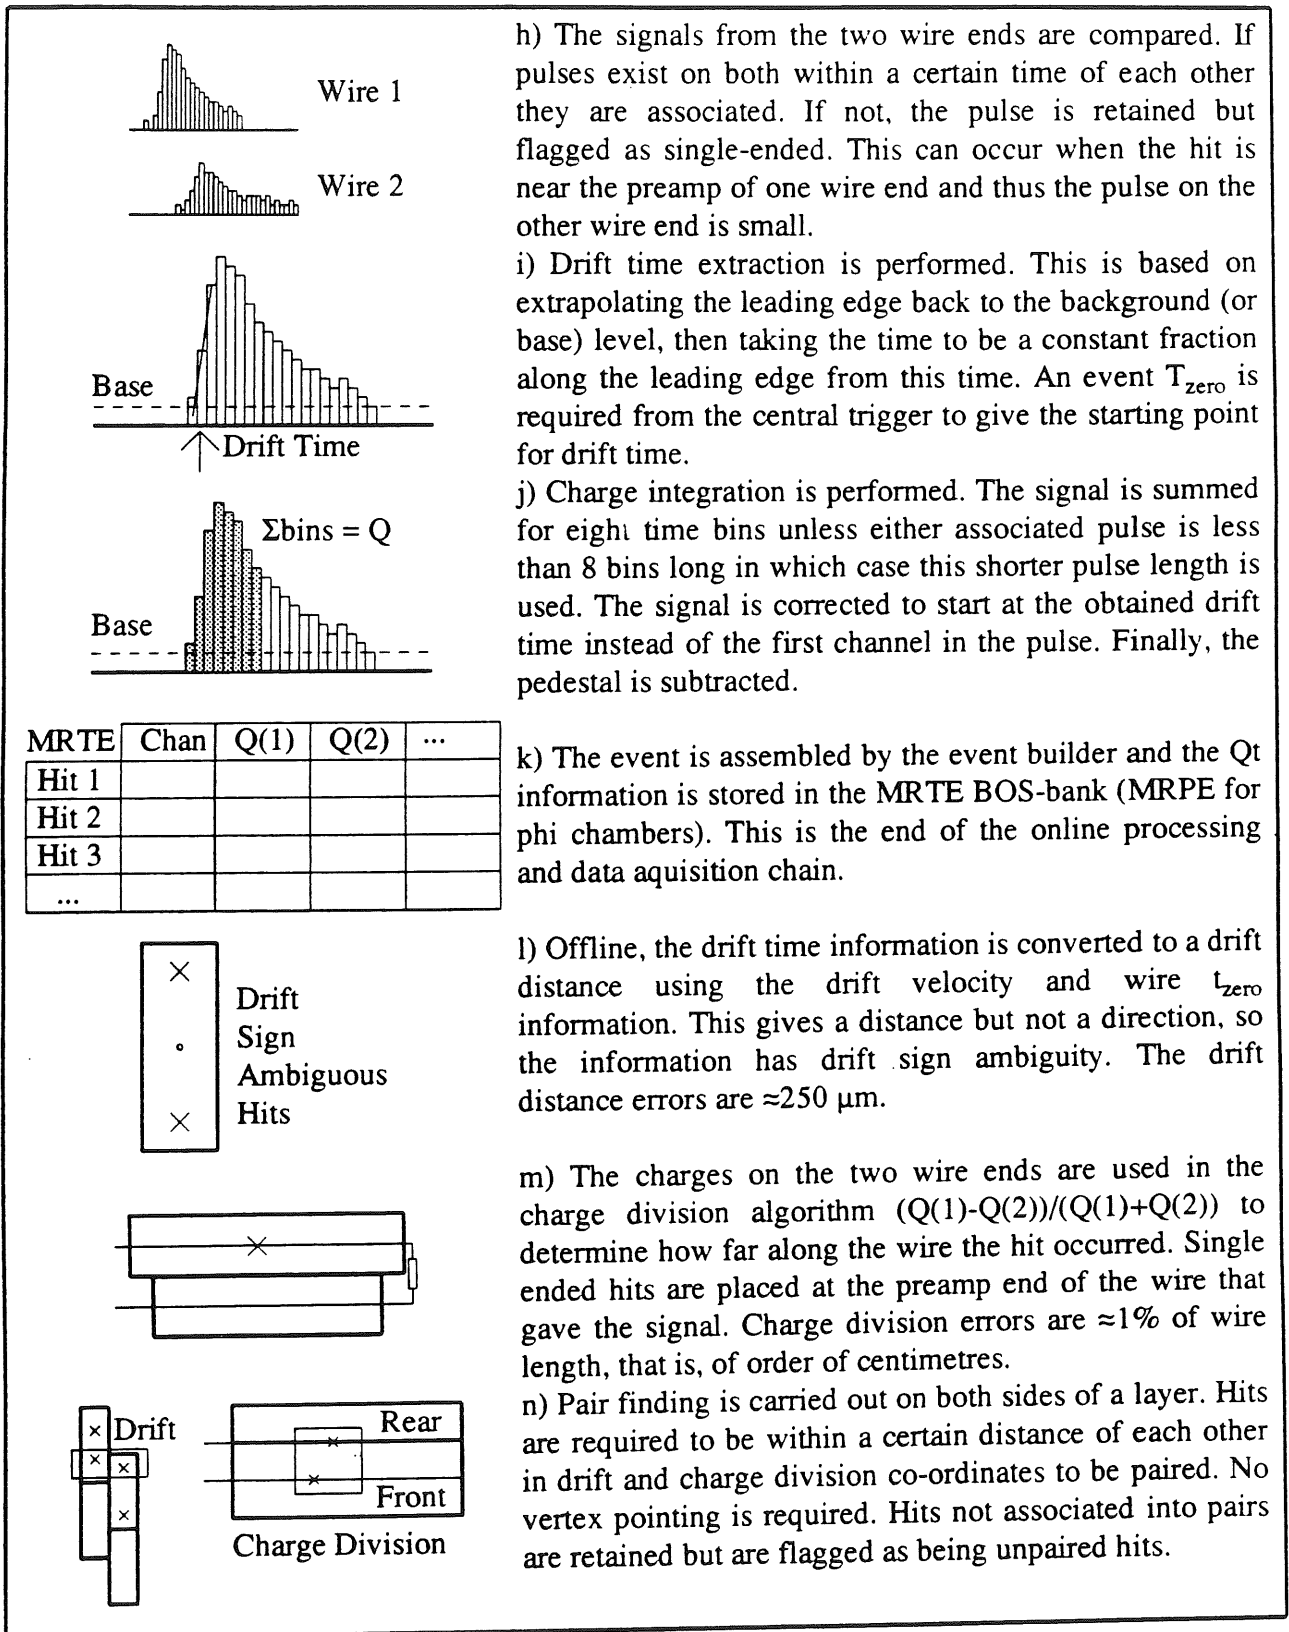 Wire 1
Wire 2
h) The signals from the two wire ends are compared. If
pulses exist on both within a certain time of each other
they are associated. If not, the pulse is retained but
flagged as single-ended. This can occur when the hit is
near the preamp of one wire end and thus the pulse on the
other wire end is small.
Base
Drift Time
i) Drift time extraction is performed. This is based on
extrapolating the leading edge back to the background (or
base) level, then taking the time to be a constant fraction
along the leading edge from this time. An event Tzero is
required from the central trigger to give the starting point
for drift time.
Σbins = Q
Base
j) Charge integration is performed. The signal is summed
for eight time bins unless either associated pulse is less
than 8 bins long in which case this shorter pulse length is
used. The signal is corrected to start at the obtained drift
time instead of the first channel in the pulse. Finally, the
pedestal is subtracted.
MRTE Chan Q(1) Q(2) ...
Hit 1
Hit 2
Hit 3
...
k) The event is assembled by the event builder and the Qt
information is stored in the MRTE BOS-bank (MRPE for
phi chambers). This is the end of the online processing
and data aquisition chain.
Drift
Sign
Ambiguous
Hits
l) Offline, the drift time information is converted to a drift
distance using the drift velocity and wire tzero
information. This gives a distance but not a direction, so
the information has drift sign ambiguity. The drift
distance errors are ≈250 μm.
m) The charges on the two wire ends are used in the
charge division algorithm (Q(1)-Q(2))/(Q(1)+Q(2)) to
determine how far along the wire the hit occurred. Single
ended hits are placed at the preamp end of the wire that
gave the signal. Charge division errors are ≈1% of wire
length, that is, of order of centimetres.
Drift
Rear
Front
Charge Division
n) Pair finding is carried out on both sides of a layer. Hits
are required to be within a certain distance of each other
in drift and charge division co-ordinates to be paired. No
vertex pointing is required. Hits not associated into pairs
are retained but are flagged as being unpaired hits.